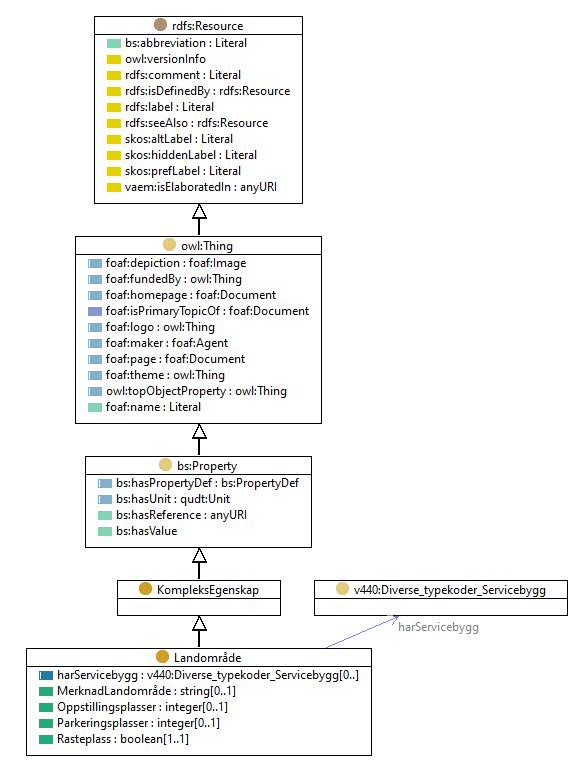 rdfs:Resource
bs:abbreviation : Literal
owl:versionInfo
rdfs:comment : Literal
rdfs:isDefinedBy : rdfs:Resource
rdfs:label : Literal
rdfs:seeAlso : rdfs:Resource
skos:altLabel : Literal
skos:hiddenLabel : Literal
skos:prefLabel : Literal
vaem:isElaboratedIn : anyURI
owl:Thing
foaf:depiction : foaf:Image
foaf:fundedBy : owl:Thing
foaf:homepage : foaf:Document
foaf:isPrimaryTopicOf : foaf:Document
foaf:logo : owl:Thing
foaf:maker : foaf:Agent
foaf:page : foaf:Document
foaf:theme : owl:Thing
owl:topObjectProperty : owl:Thing
foaf:name : Literal
bs:Property
bs:hasPropertyDef : bs:PropertyDef
bs:hasUnit : qudt:Unit
bs:hasReference : anyURI
bs:hasValue
KompleksEgenskap
v440:Diverse_typekoder_Servicebygg
harServicebygg
Landområde
harServicebygg : v440:Diverse_typekoder_Servicebygg[0..]
MerknadLandområde : string[0..1]
Oppstillingsplasser : integer[0..1]
Parkeringsplasser : integer[0..1]
Rasteplass : boolean[1..1]